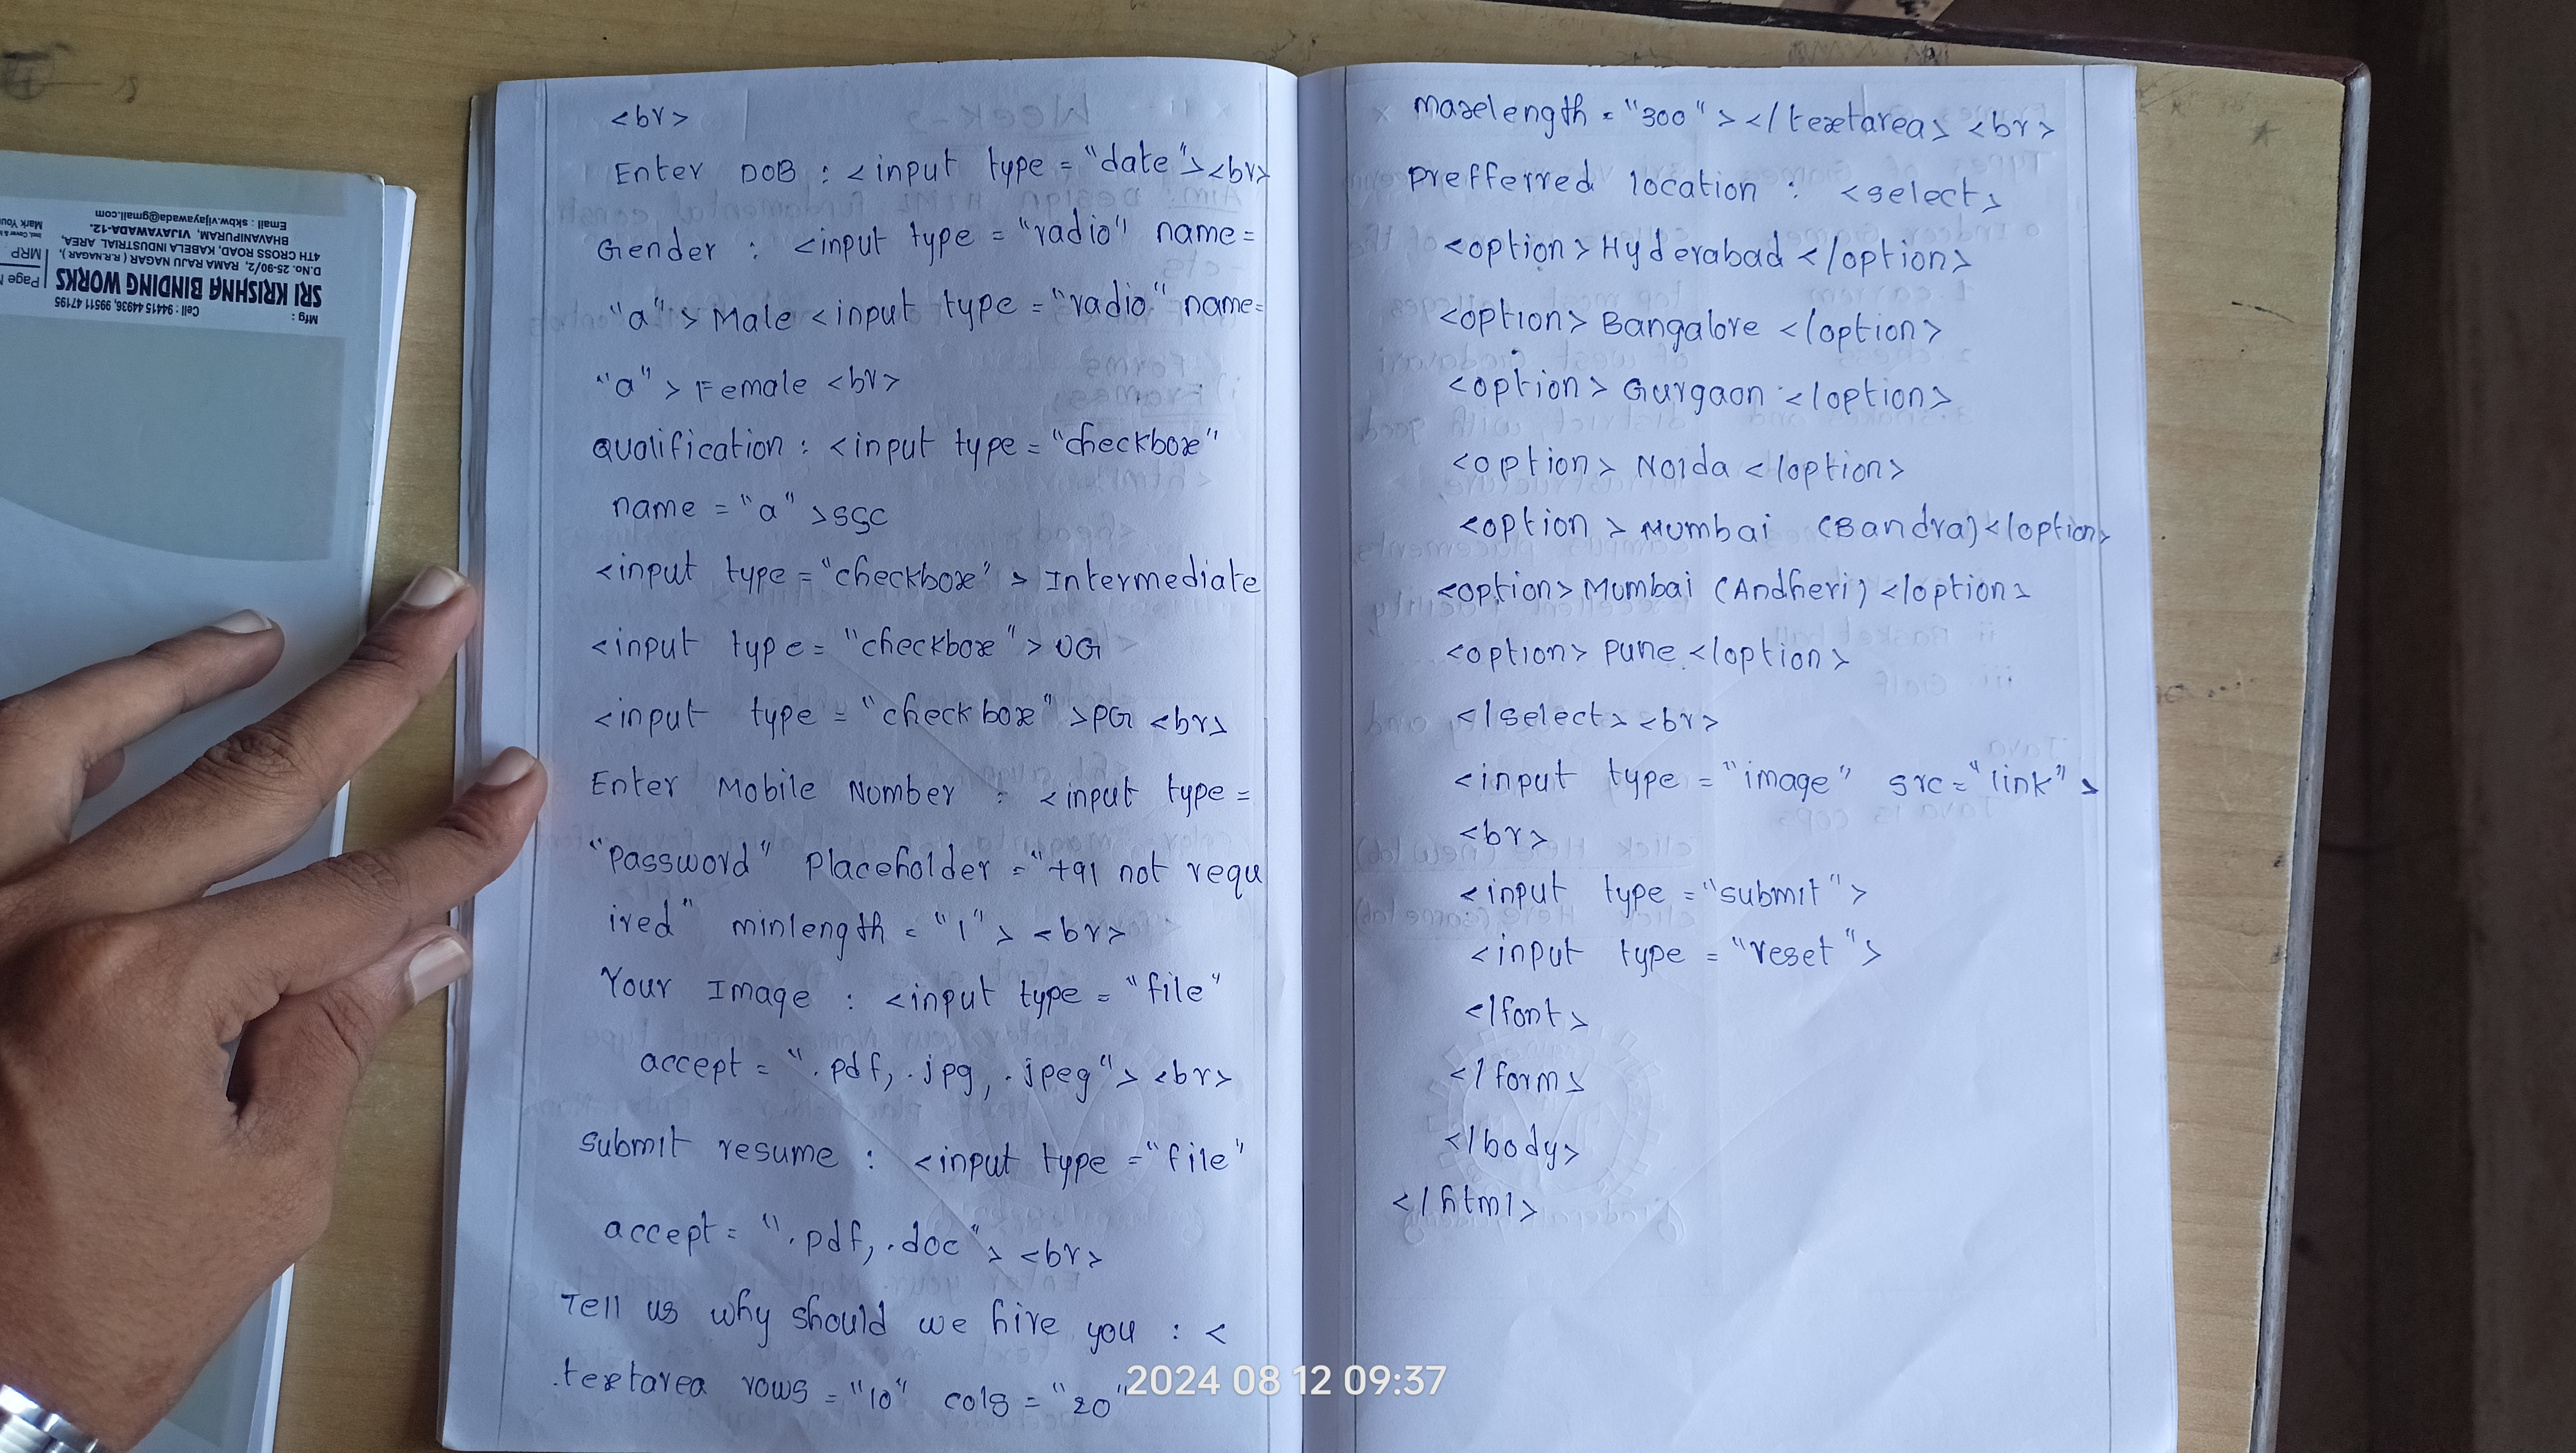 <br>
Enter DOB : <input type = "date"><br>
Gender : <input type = "radio" name=
"a" > Male <input type = "radio" name=
"a" > Female <br>
Qualification : <input type = "checkbox"
name = "a" >SSC
<input type = "checkbox" > Intermediate
<input type = "checkbox" > UG
<input type = "checkbox" >PG <br>
Enter Mobile Number : <input type =
"Password" Placeholder = "+91 not requ
ired" minlength = "1" > <br>
Your Image : <input type = "file"
accept = ".pdf, .jpg, .jpeg"> <br>
Submit resume : <input type = "file"
accept = ".pdf, .doc"> <br>
Tell us why should we hire you : <
textarea rows = "10" cols = "20"
maxlength = "300" > </textarea> <br>
Prefferred location : <select>
<option> Hyderabad </option>
<option> Bangalore </option>
<option> Gurgaon </option>
<option> Noida </option>
<option > Mumbai (Bandra)</option>
<option> Mumbai (Andheri) </option>
<option> Pune </option>
</select> <br>
<input type = "image" src = "link" >
<br>
<input type = "submit">
<input type = "reset">
</font>
</form>
</body>
</html>
Mfg :
Cell : 94415 44936, 99511 47195
SRI KRISHNA BINDING WORKS
D.No. 25-90/2, RAMA RAJU NAGAR ( R.R.NAGAR ),
4TH CROSS ROAD, KABELA INDUSTRIAL AREA,
BHAVANIPURAM, VIJAYAWADA-12.
Email : skbw.vijayawada@gmail.com
Page
MRP
Mark You
2024 08 12 09:37